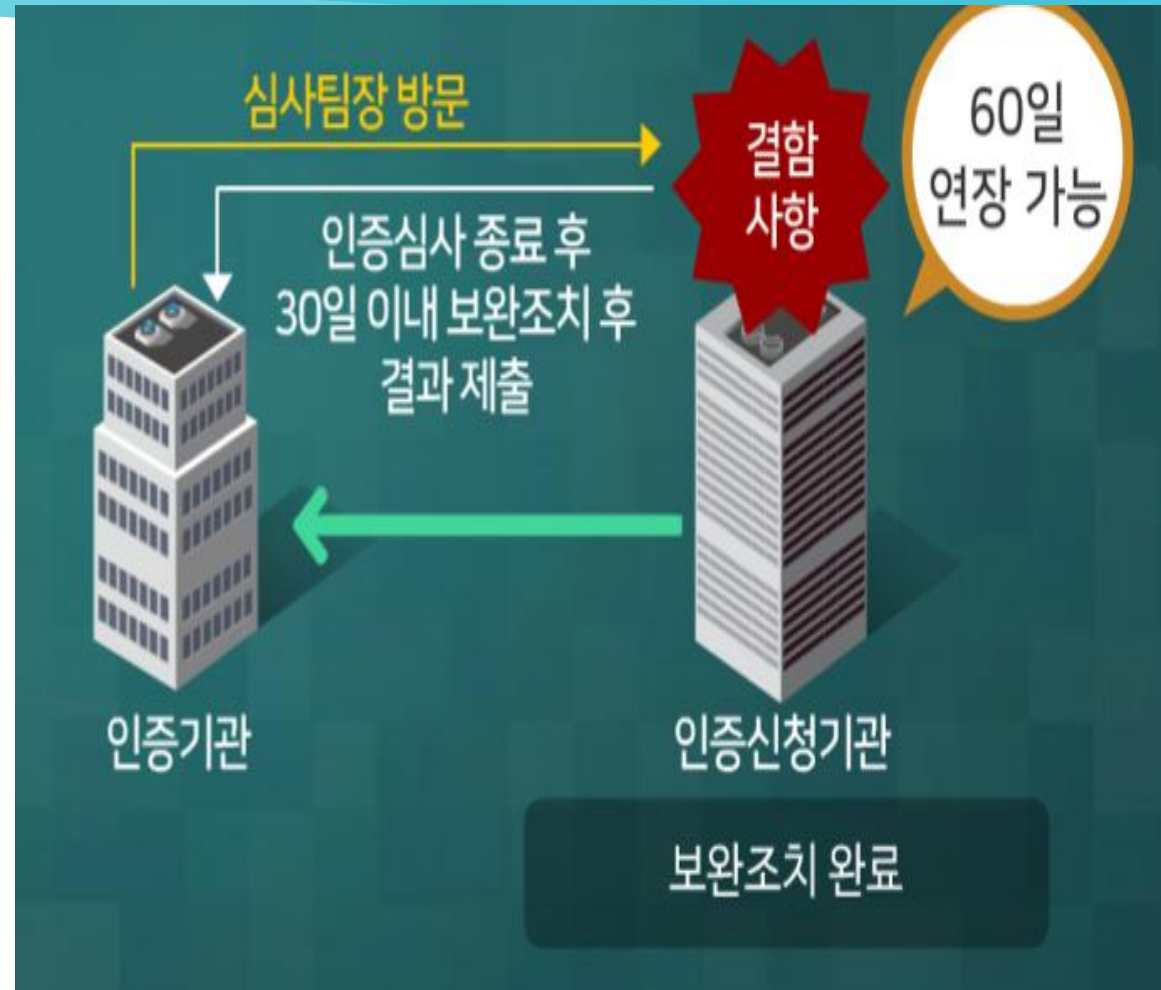 심사팀장 방문
결함
사항
60일
연장 가능
인증심사 종료 후
30일 이내 보완조치 후
결과 제출
인증기관
인증신청기관
보완조치 완료